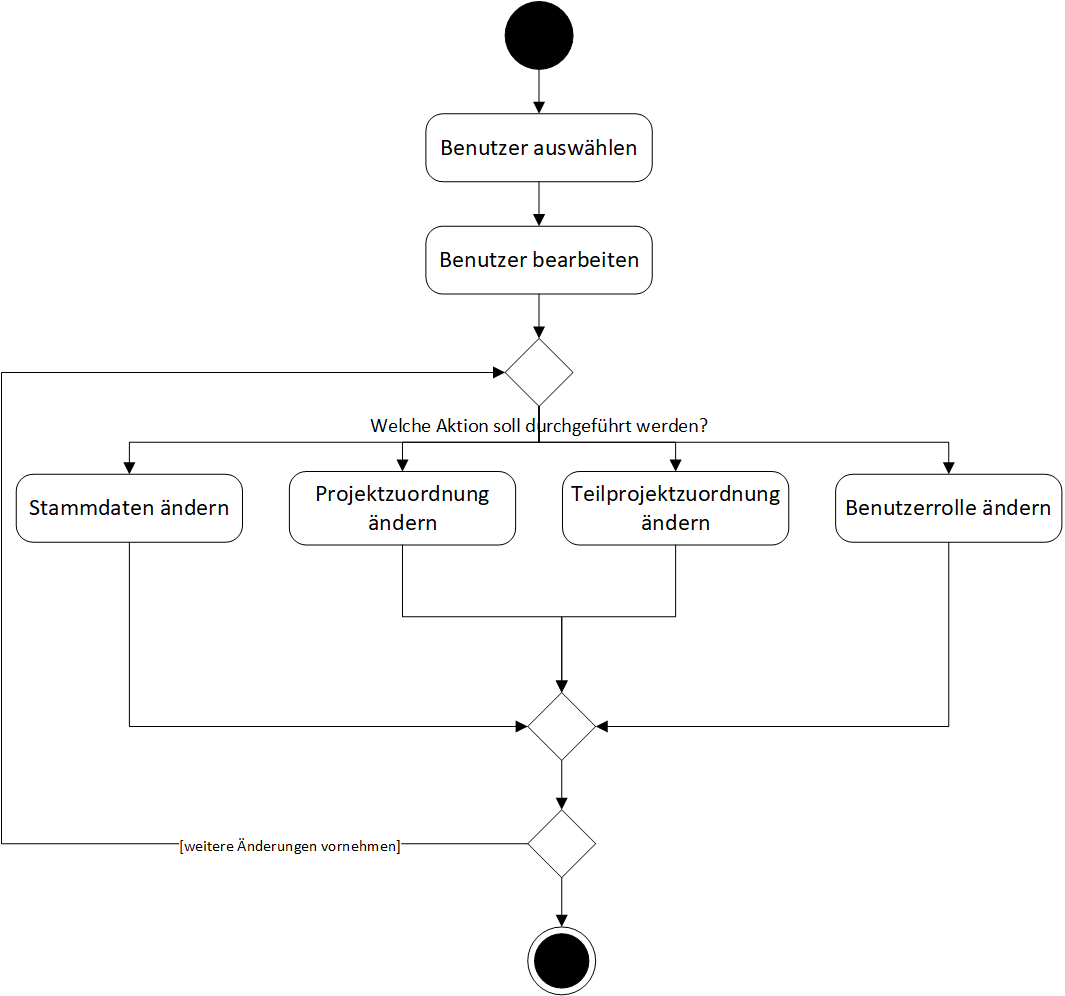 Benutzer auswählen
Benutzer bearbeiten
Welche Aktion soll durchgeführt werden?
Stammdaten ändern
Projektzuordnung
ändern
Teilprojektzuordnung
ändern
Benutzerrolle ändern
[weitere Änderungen vornehmen]